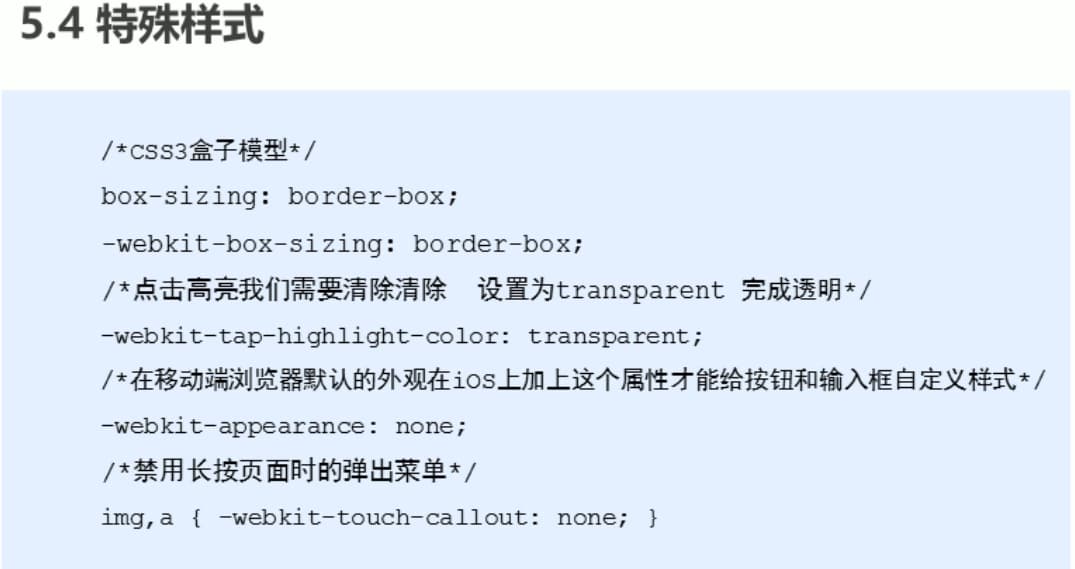 5.4 特殊样式
/*CSS3盒子模型*/
box-sizing: border-box;
-webkit-box-sizing: border-box;
/*点击高亮我们需要清除清除  设置为transparent 完成透明*/
-webkit-tap-highlight-color: transparent;
/*在移动端浏览器默认的外观在iOS上加上这个属性才能给按钮和输入框自定义样式*/
-webkit-appearance: none;
/*禁用长按页面时的弹出菜单*/
img,a { -webkit-touch-callout: none; }